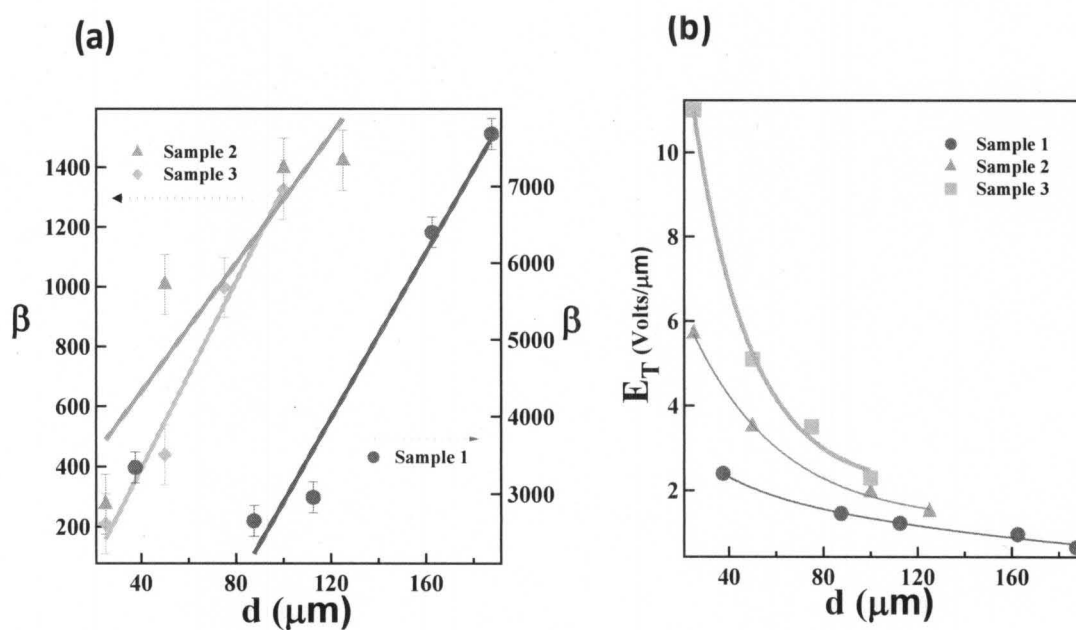 (a)
Sample 2
Sample 3
Sample 1
1400
1200
1000
800
600
400
200
β
7000
6000
5000
4000
3000
β
40
80
120
160
d (μm)
(b)
Sample 1
Sample 2
Sample 3
10
8
6
4
2
E_T (Volts/μm)
40
80
120
160
d (μm)